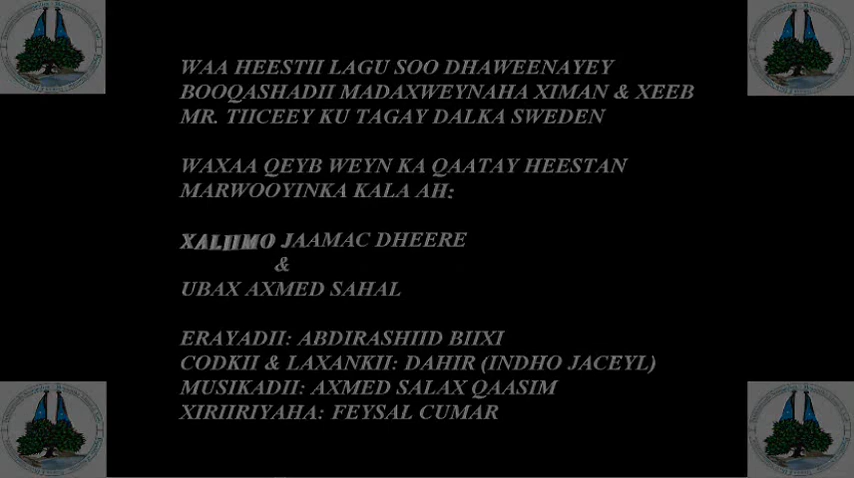 WAA HEESTII LAGU SOO DHAWEENAYEY
BOOQASHADII MADAXWEYNAHA XIMAN & XEEB
MR. TIICEEY KU TAGAY DALKA SWEDEN
WAXAA QEYB WEYN KA QAATAY HEESTAN
MARWOOYINKA KALA AH:
XALIIMO JAAMAC DHEERE
&
UBAX AXMED SAHAL
ERAYADII: ABDIRASHIID BIIXI
CODKII & LAXANKII: DAHIR (INDHO JACEYL)
MUSIKADII: AXMED SALAX QAASIM
XIRIIRIYAHA: FEYSAL CUMAR